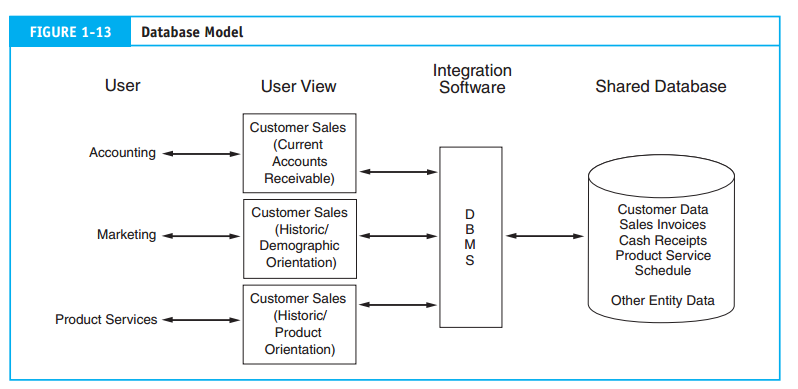 FIGURE 1-13
Database Model
User
User View
Integration
Software
Shared Database
Accounting
Customer Sales
(Current
Accounts
Receivable)
Marketing
Customer Sales
(Historic/
Demographic
Orientation)
Product Services
Customer Sales
(Historic/
Product
Orientation)
D
B
M
S
Customer Data
Sales Invoices
Cash Receipts
Product Service
Schedule
Other Entity Data